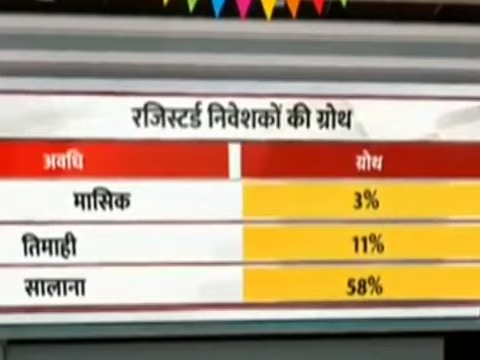 रजिस्टर्ड निवेशकों की ग्रोथ
अवधि ग्रोथ
मासिक 3%
तिमाही 11%
सालाना 58%